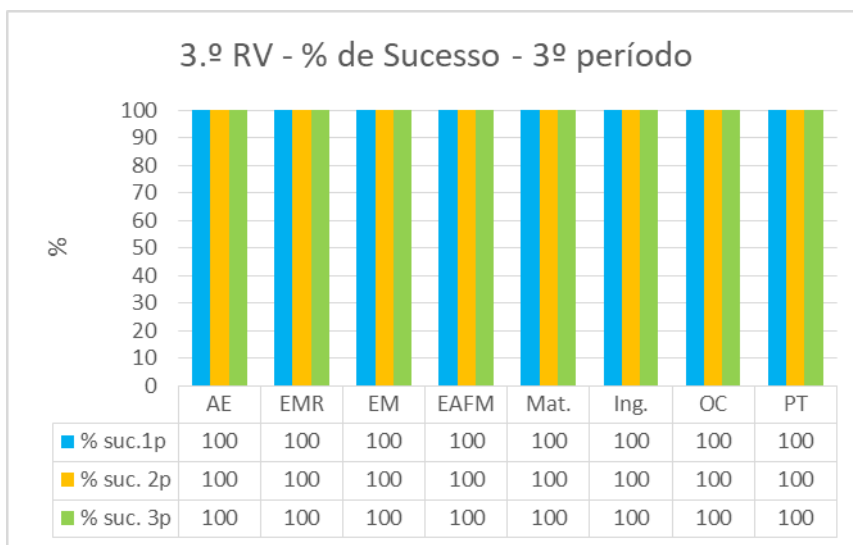 3.º RV - % de Sucesso - 3º período
%
100
90
80
70
60
50
40
30
20
10
0
AE EMR EM EAFM Mat. Ing. OC PT
% suc.1p 100 100 100 100 100 100 100 100
% suc. 2p 100 100 100 100 100 100 100 100
% suc. 3p 100 100 100 100 100 100 100 100